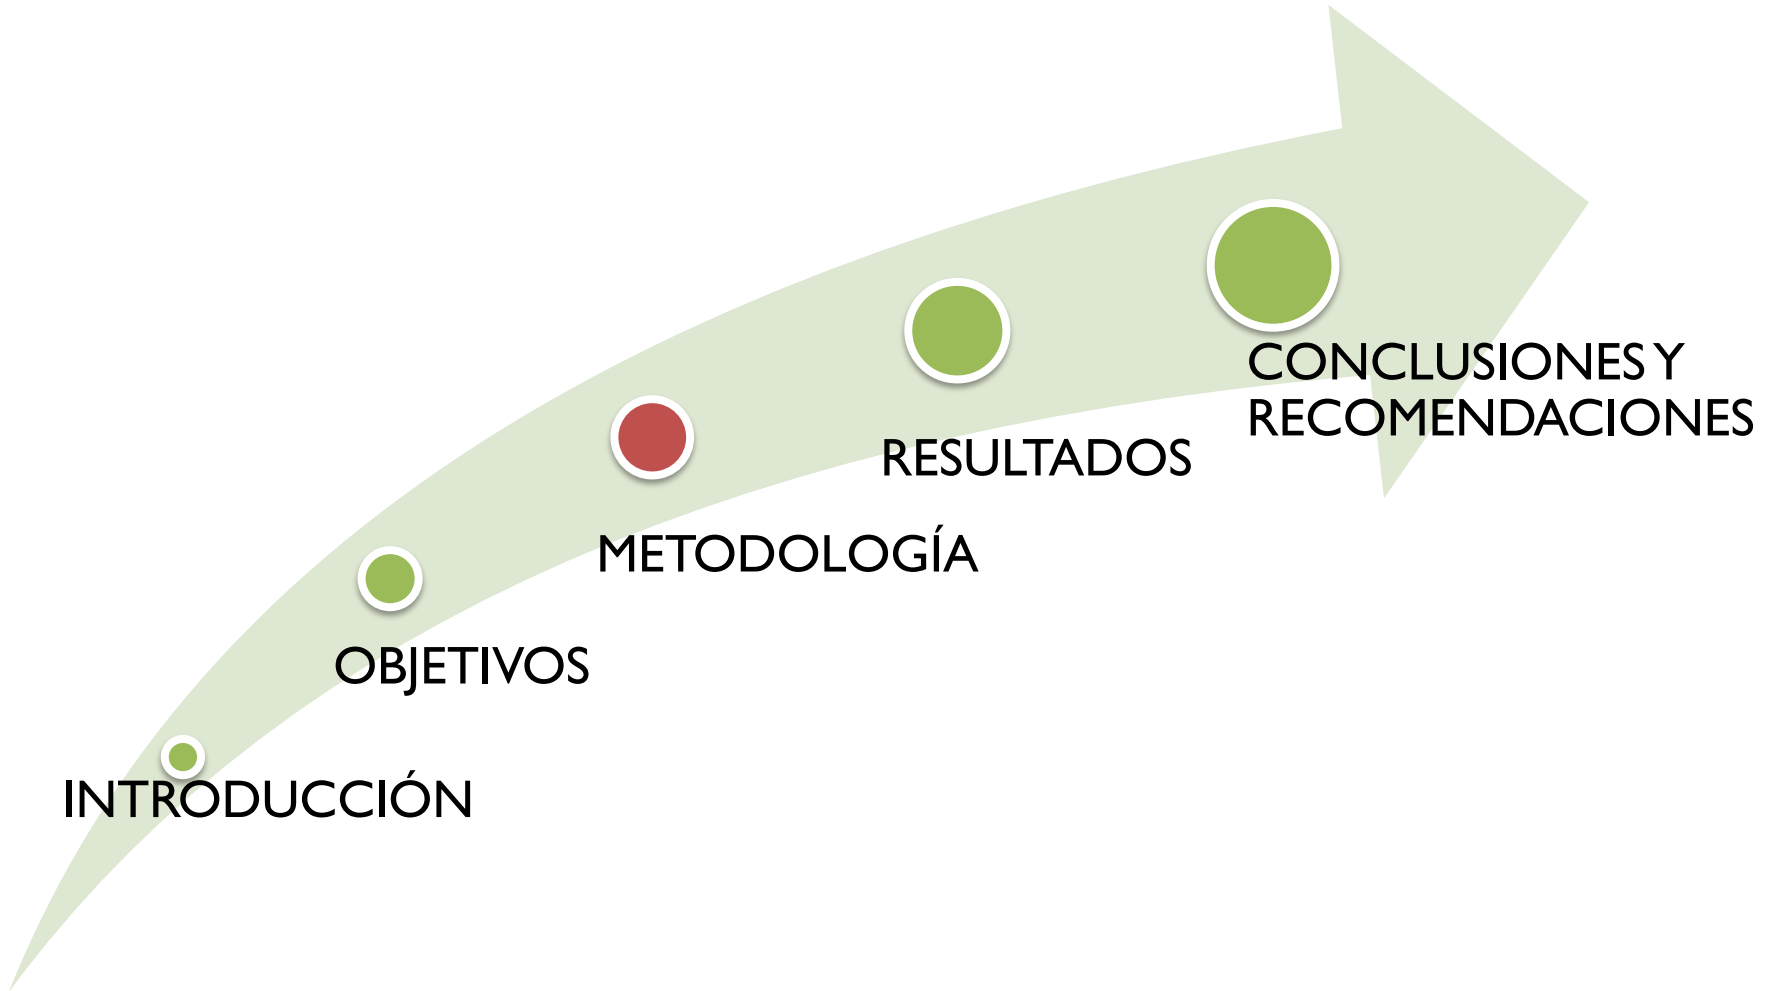 INTRODUCCIÓN
OBJETIVOS
METODOLOGÍA
RESULTADOS
CONCLUSIONES Y
RECOMENDACIONES